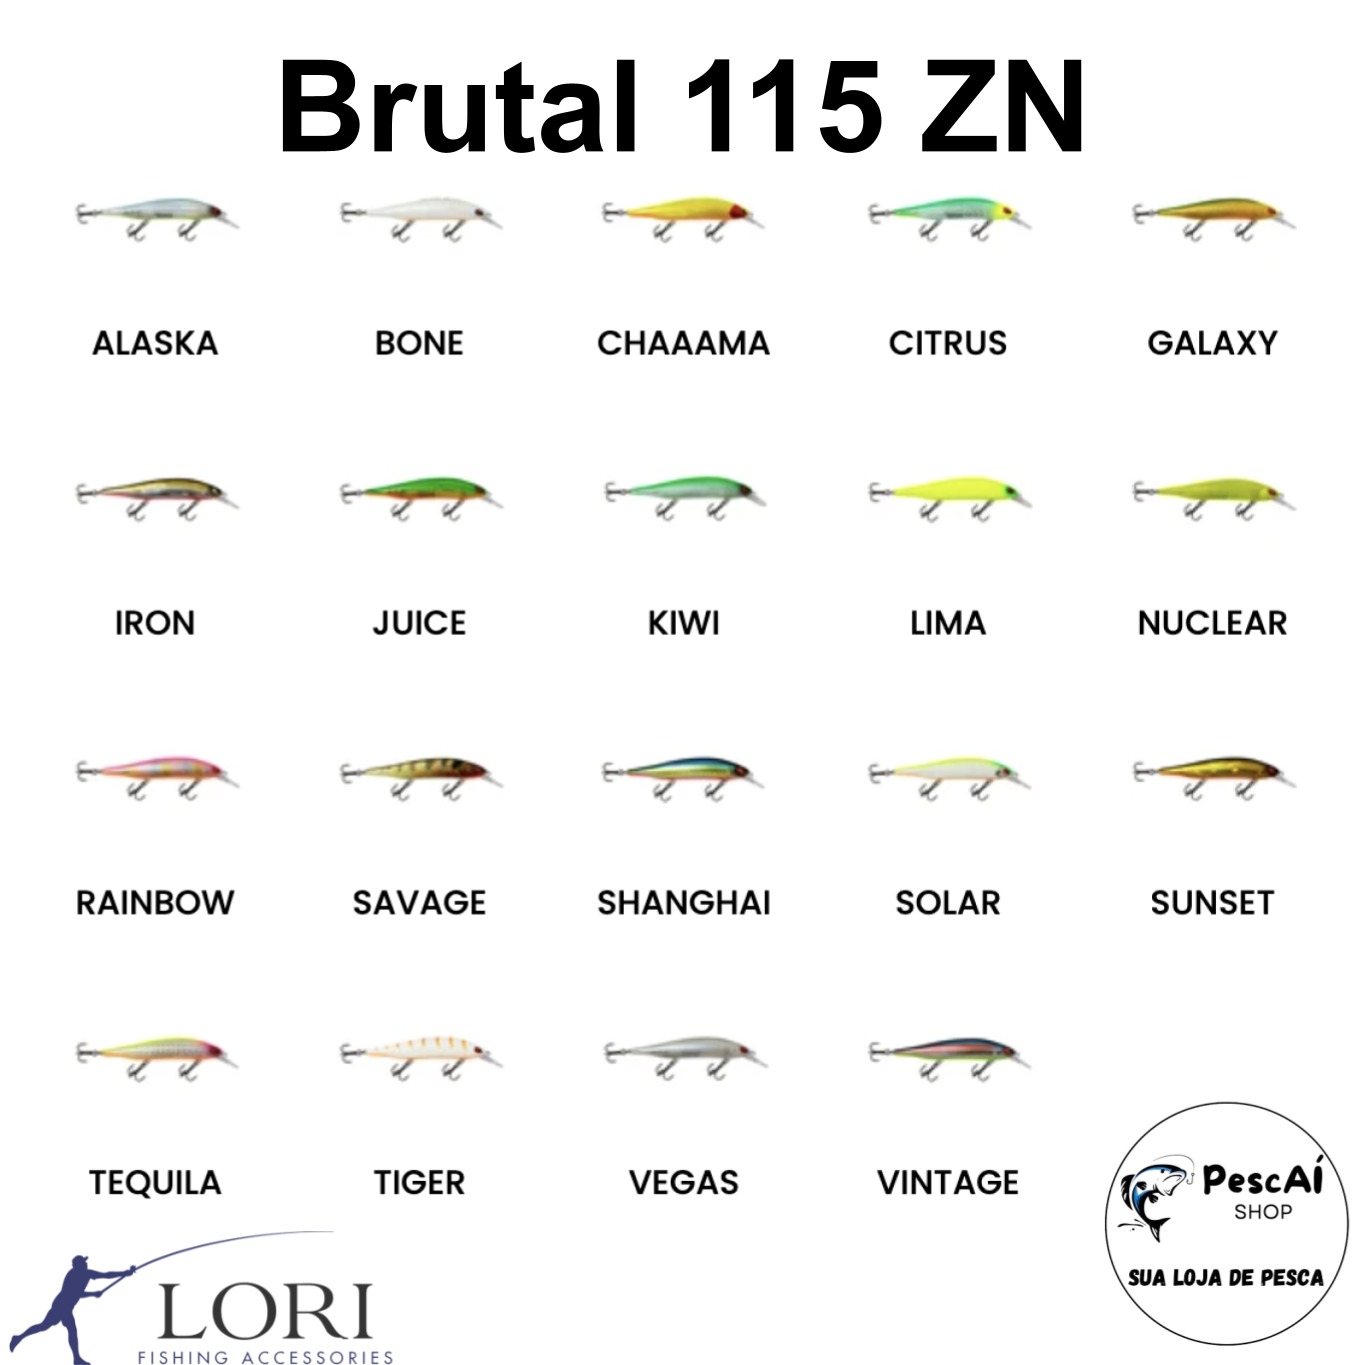 Brutal 115 ZN
ALASKA
BONE
CHAAAMA
CITRUS
GALAXY
IRON
JUICE
KIWI
LIMA
NUCLEAR
RAINBOW
SAVAGE
SHANGHAI
SOLAR
SUNSET
TEQUILA
TIGER
VEGAS
VINTAGE
PescAÍ
SHOP
SUA LOJA DE PESCA
LORI
FISHING ACCESSORIES